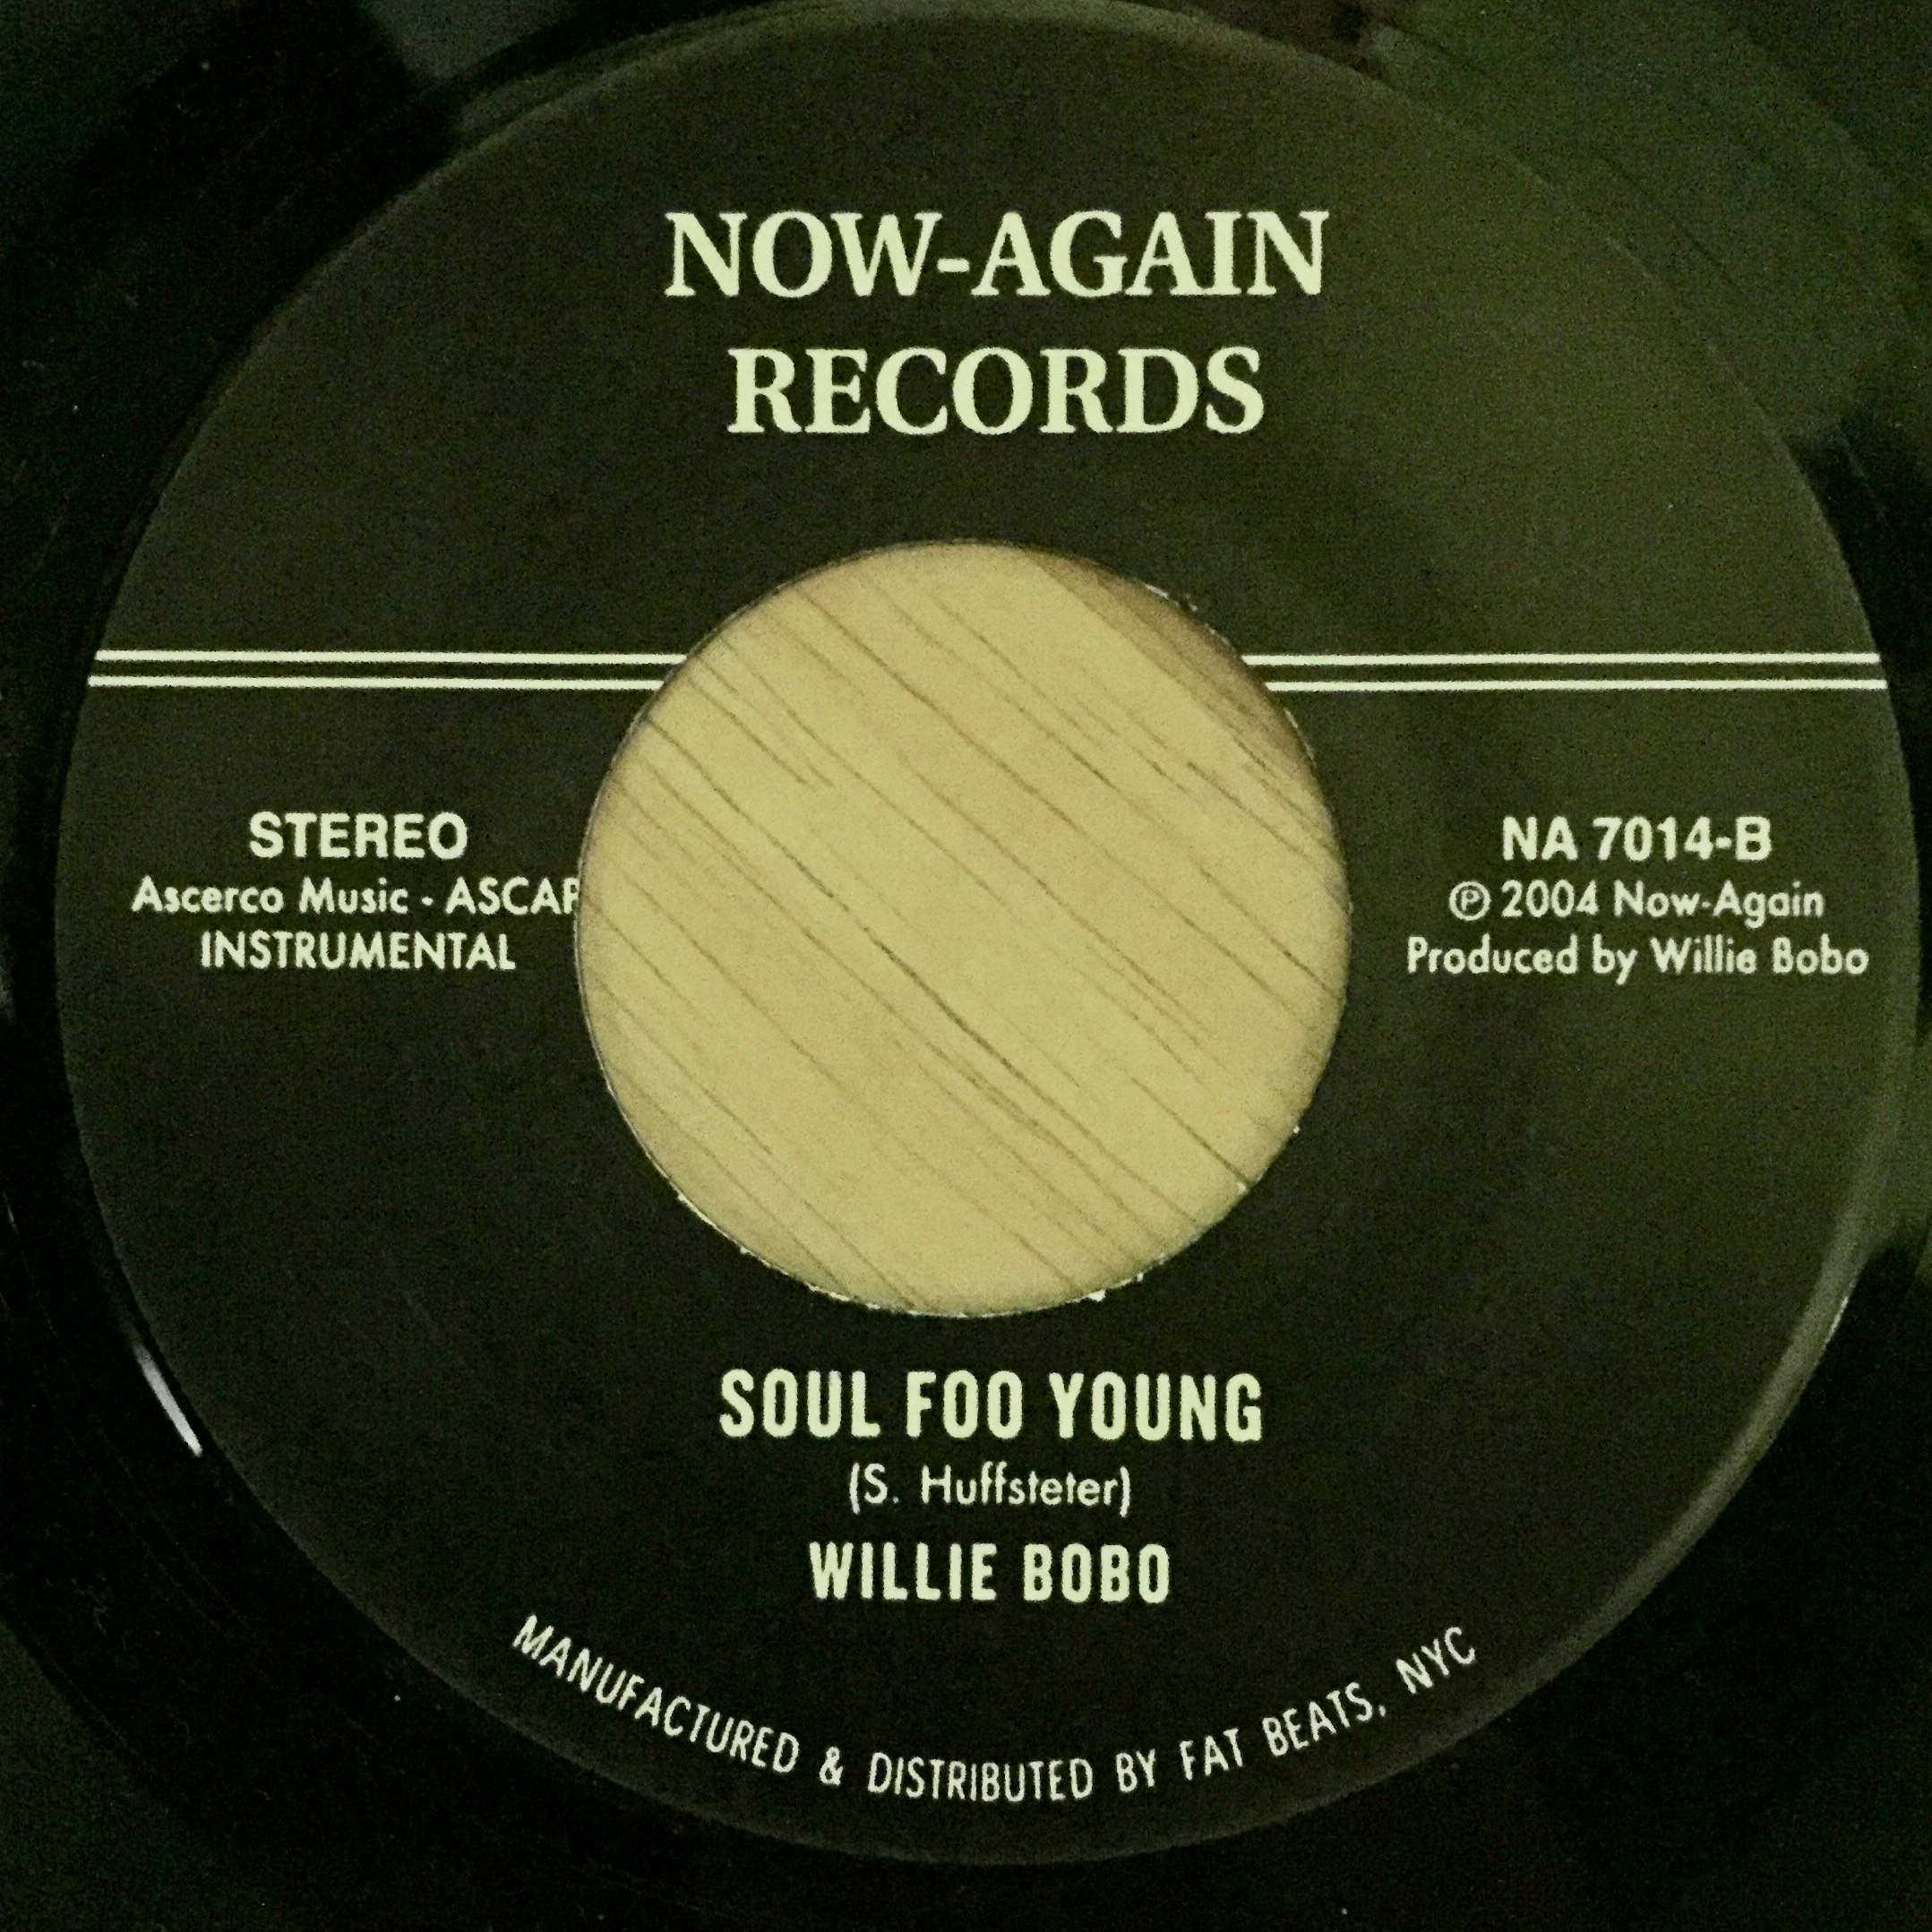 NOW-AGAIN
RECORDS
STEREO
Ascerco Music - ASCAP
INSTRUMENTAL
NA 7014-B
℗ 2004 Now-Again
Produced by Willie Bobo
SOUL FOO YOUNG
(S. Huffsteter)
WILLIE BOBO
MANUFACTURED & DISTRIBUTED BY FAT BEATS, NYC